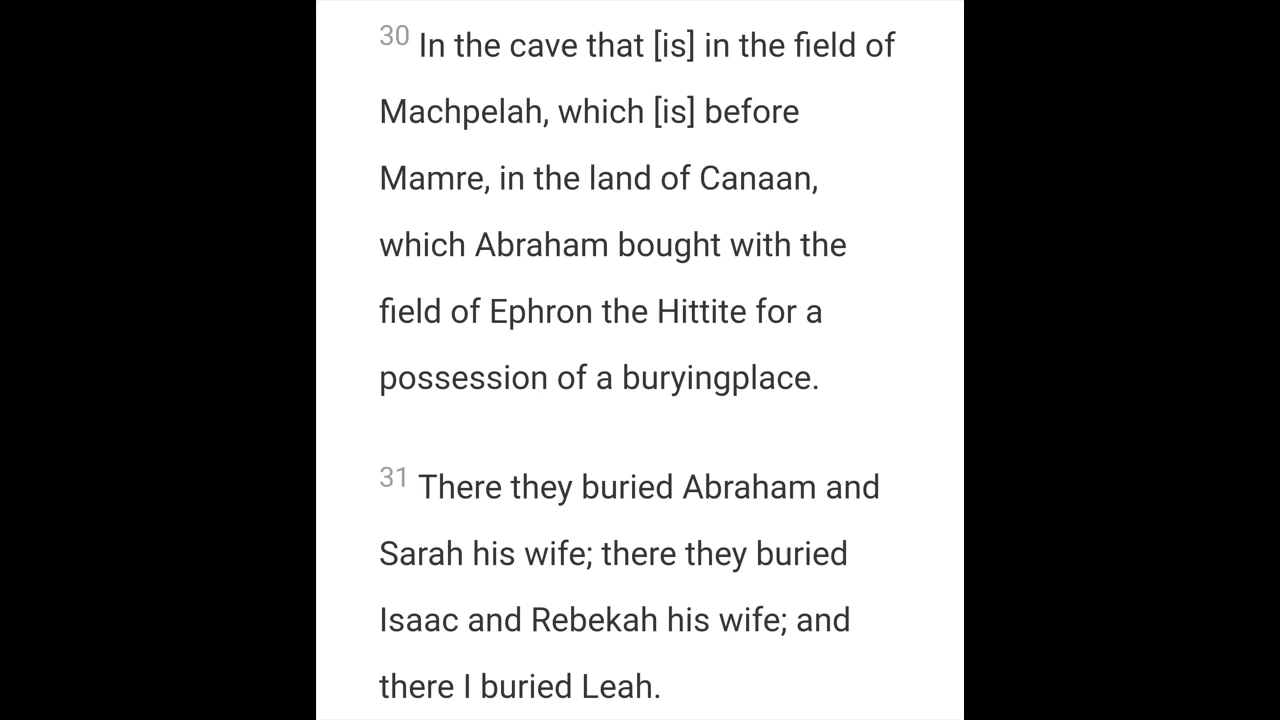 30 In the cave that [is] in the field of
Machpelah, which [is] before
Mamre, in the land of Canaan,
which Abraham bought with the
field of Ephron the Hittite for a
possession of a buryingplace.
31 There they buried Abraham and
Sarah his wife; there they buried
Isaac and Rebekah his wife; and
there I buried Leah.